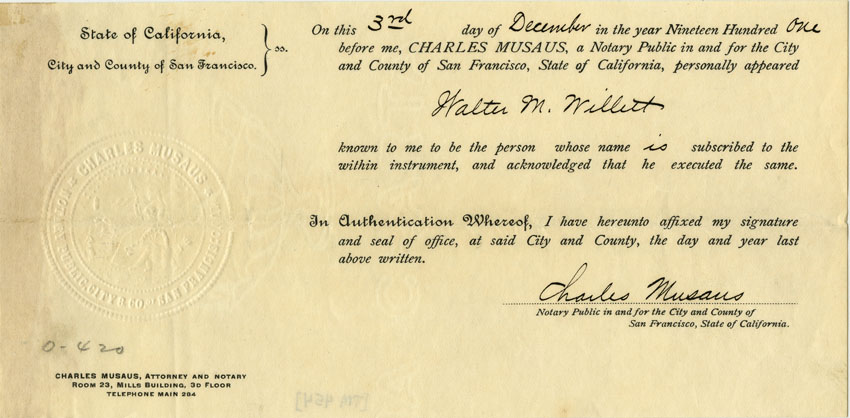 State of California,
City and County of San Francisco.
} ss.
On this 3rd day of December in the year Nineteen Hundred One
before me, CHARLES MUSAUS, a Notary Public in and for the City
and County of San Francisco, State of California, personally appeared
Walter M. Willett
known to me to be the person whose name is subscribed to the
within instrument, and acknowledged that he executed the same.
In Authentication Whereof, I have hereunto affixed my signature
and seal of office, at said City and County, the day and year last
above written.
Charles Musaus
Notary Public in and for the City and County of
San Francisco, State of California.
CHARLES MUSAUS
CITY & CO. SAN FRANCISCO
0-420
CHARLES MUSAUS, ATTORNEY AND NOTARY
ROOM 23, MILLS BUILDING, 3D FLOOR
TELEPHONE MAIN 284